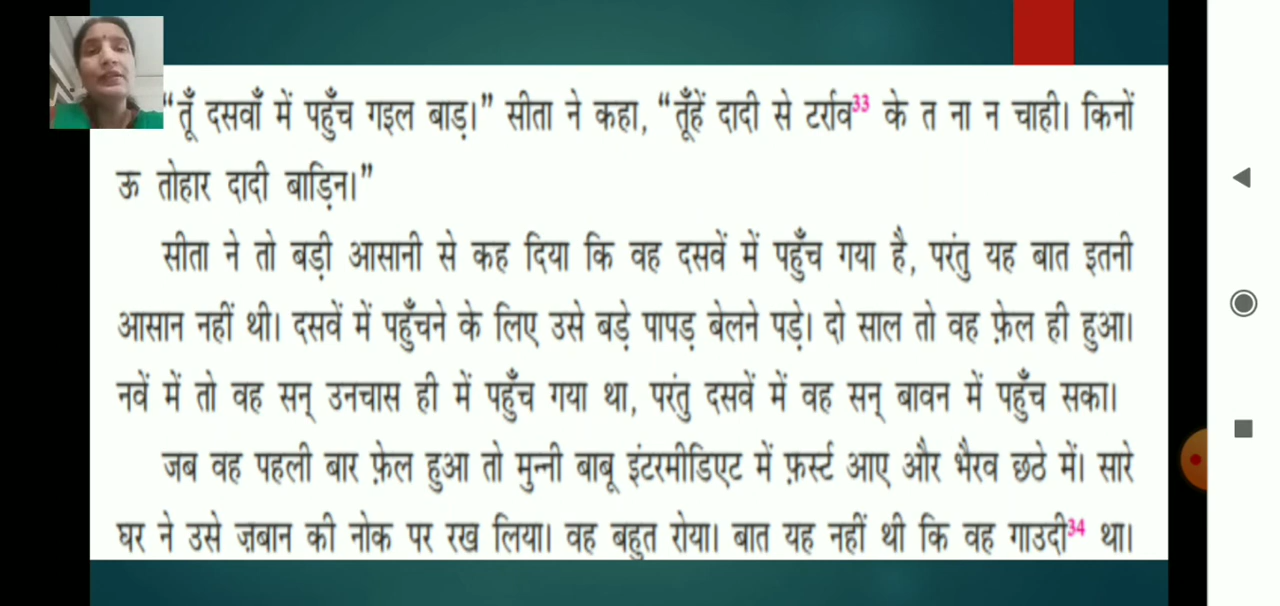 “तूँ दसवाँ में पहुँच गइल बाड़।” सीता ने कहा, “तूँहें दादी से टर्राव33 के त ना न चाही। किनों
ऊ तोहार दादी बाड़िन।”
सीता ने तो बड़ी आसानी से कह दिया कि वह दसवें में पहुँच गया है, परंतु यह बात इतनी
आसान नहीं थी। दसवें में पहुँचने के लिए उसे बड़े पापड़ बेलने पड़े। दो साल तो वह फ़ेल ही हुआ।
नवें में तो वह सन् उनचास ही में पहुँच गया था, परंतु दसवें में वह सन् बावन में पहुँच सका।
जब वह पहली बार फ़ेल हुआ तो मुन्नी बाबू इंटरमीडिएट में फ़र्स्ट आए और भैरव छठे में। सारे
घर ने उसे ज़बान की नोक पर रख लिया। वह बहुत रोया। बात यह नहीं थी कि वह गाउदी34 था।